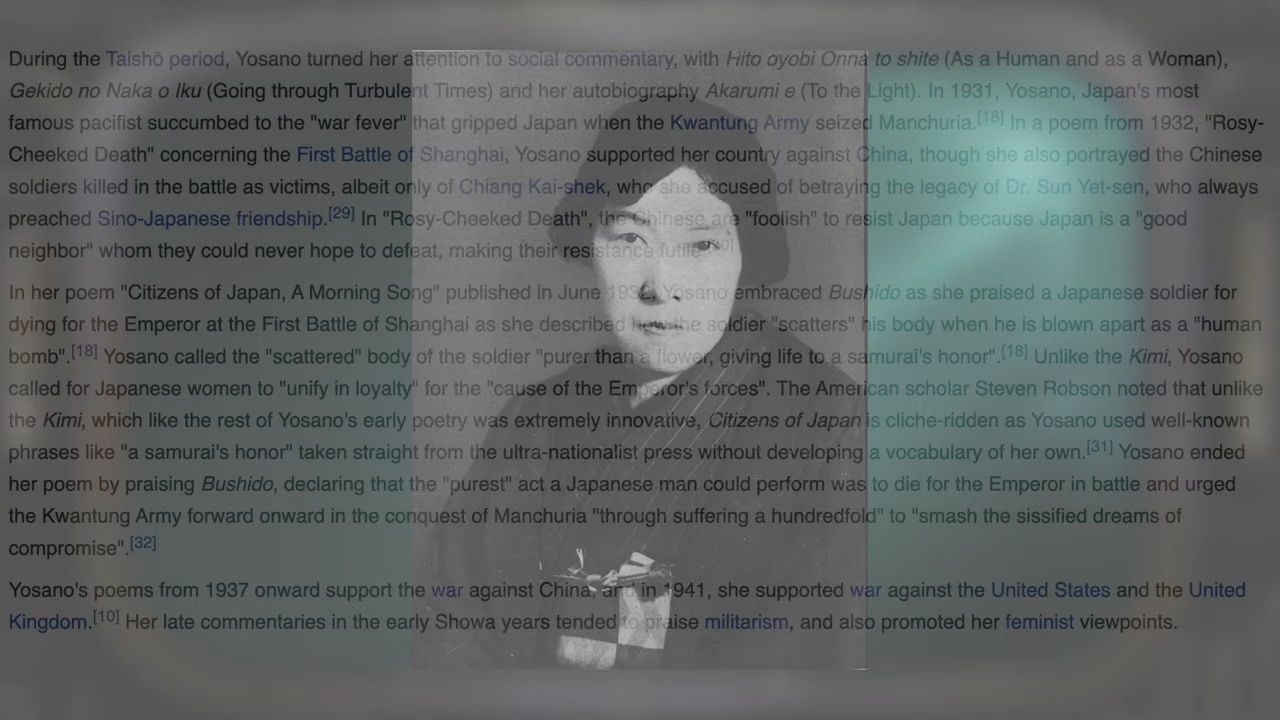 During the Taishō period, Yosano turned her attention to social commentary, with Hito oyobi Onna to shite (As a Human and as a Woman),
Gekido no Naka o Iku (Going through Turbulent Times) and her autobiography Akarumi e (To the Light). In 1931, Yosano, Japan's most
famous pacifist succumbed to the "war fever" that gripped Japan when the Kwantung Army seized Manchuria.[18] In a poem from 1932, "Rosy-
Cheeked Death" concerning the First Battle of Shanghai, Yosano supported her country against China, though she also portrayed the Chinese
soldiers killed in the battle as victims, albeit only of Chiang Kai-shek, who she accused of betraying the legacy of Dr. Sun Yet-sen, who always
preached Sino-Japanese friendship.[29] In "Rosy-Cheeked Death", the Chinese are "foolish" to resist Japan because Japan is a "good
neighbor" whom they could never hope to defeat, making their resistance futile.[30]
In her poem "Citizens of Japan, A Morning Song" published in June Yosano embraced Bushido as she praised a Japanese soldier for
dying for the Emperor at the First Battle of Shanghai as she described how the soldier "scatters" his body when he is blown apart as a "human
bomb".[18] Yosano called the "scattered" body of the soldier "purer than a flower, giving life to a samurai's honor".[18] Unlike the Kimi, Yosano
called for Japanese women to "unify in loyalty" for the "cause of the Emperor's forces". The American scholar Steven Robson noted that unlike
the Kimi, which like the rest of Yosano's early poetry was extremely innovative, Citizens of Japan is cliche-ridden as Yosano used well-known
phrases like "a samurai's honor" taken straight from the ultra-nationalist press without developing a vocabulary of her own.[31] Yosano ended
her poem by praising Bushido, declaring that the "purest" act a Japanese man could perform was to die for the Emperor in battle and urged
the Kwantung Army forward onward in the conquest of Manchuria "through suffering a hundredfold" to "smash the sissified dreams of
compromise".[32]
Yosano's poems from 1937 onward support the war against China, and in 1941, she supported war against the United States and the United
Kingdom.[10] Her late commentaries in the early Showa years tended to praise militarism, and also promoted her feminist viewpoints.